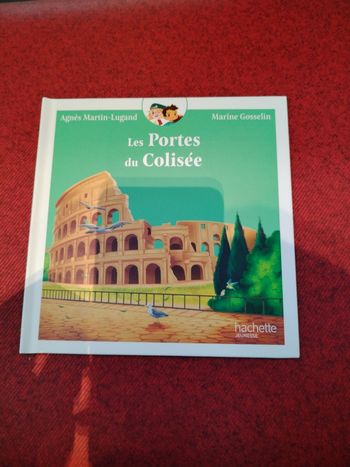 Agnès Martin-Lugand
Marine Gosselin
Les Portes
du Colisée
hachette
JEUNESSE